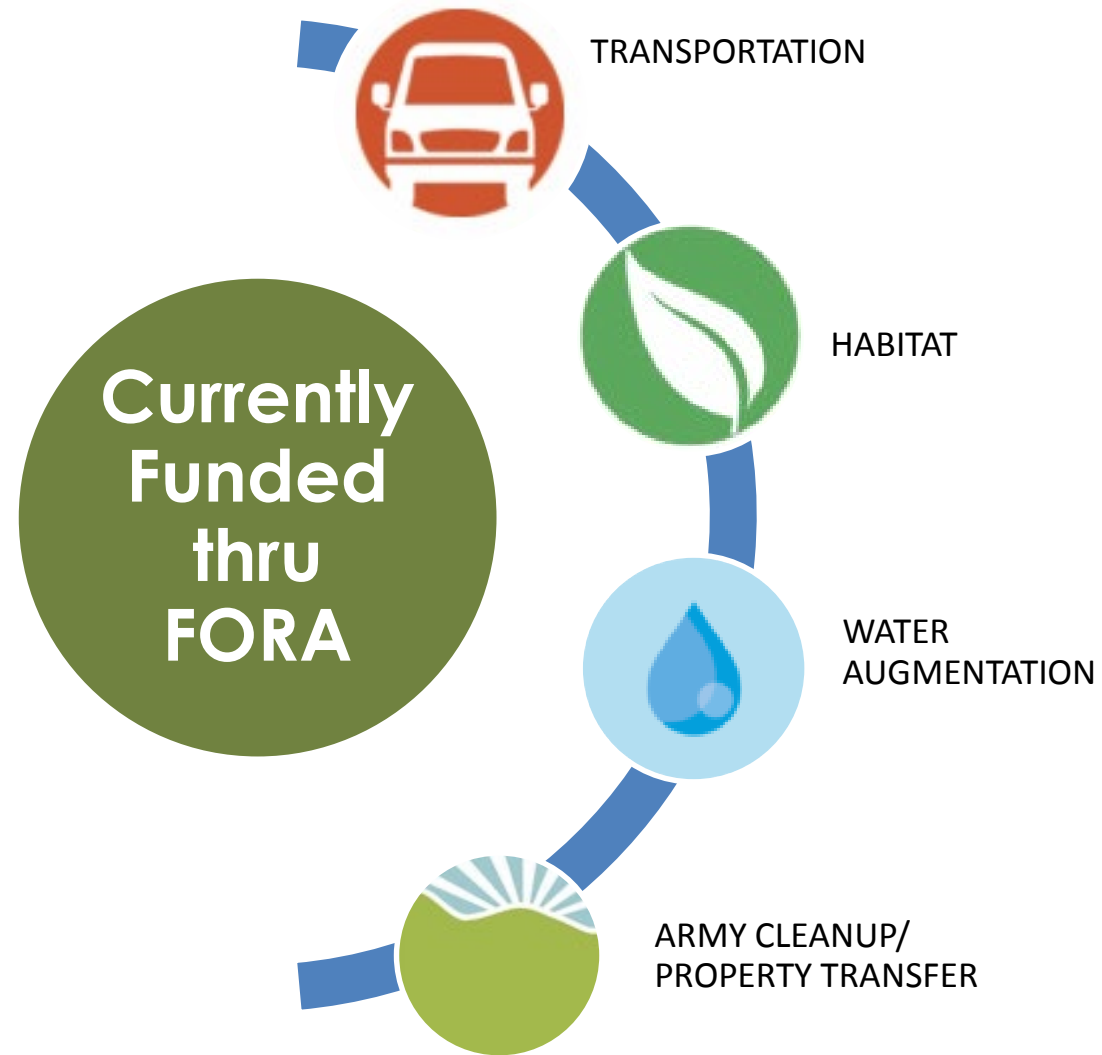 TRANSPORTATION
HABITAT
Currently
Funded
thru
FORA
WATER
AUGMENTATION
ARMY CLEANUP/
PROPERTY TRANSFER